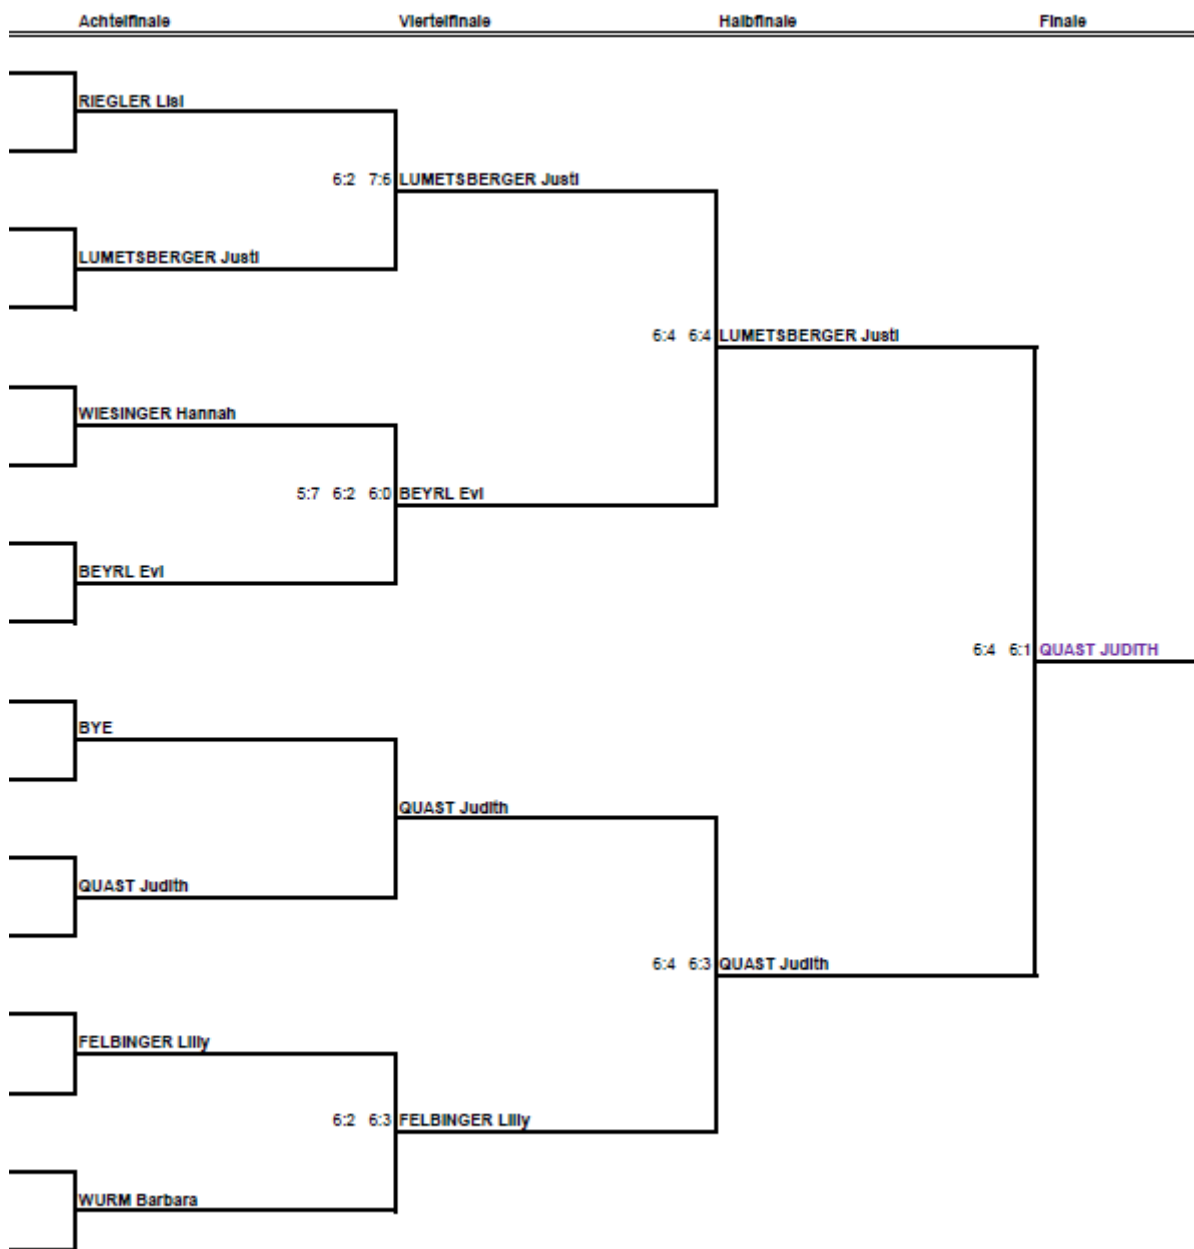 Achtelfinale Viertelfinale Halbfinale Finale
RIEGLER Lisi
6:2 7:6 LUMETSBERGER Justi
LUMETSBERGER Justi
6:4 6:4 LUMETSBERGER Justi
WIESINGER Hannah
5:7 6:2 6:0 BEYRL Evi
BEYRL Evi
6:4 6:1 QUAST JUDITH
BYE
QUAST Judith
QUAST Judith
6:4 6:3 QUAST Judith
FELBINGER Lilly
6:2 6:3 FELBINGER Lilly
WURM Barbara